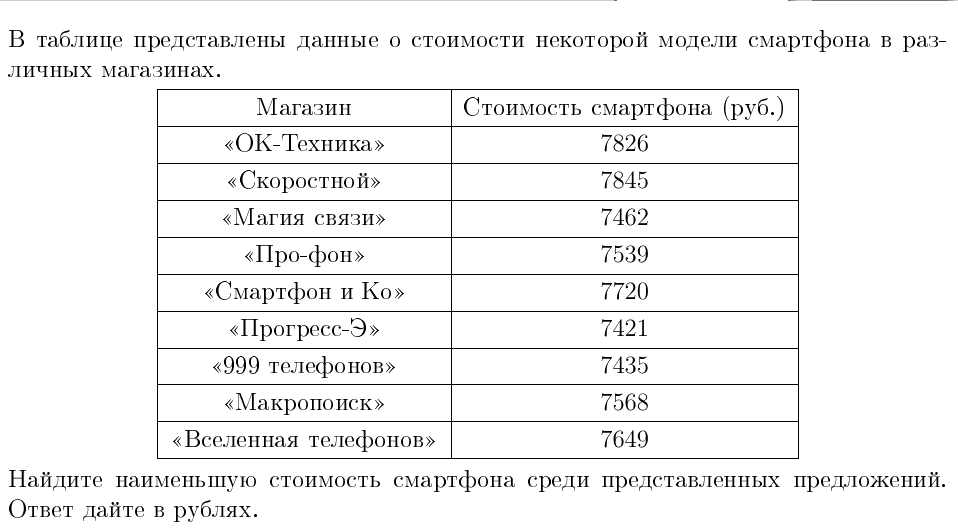 В таблице представлены данные о стоимости некоторой модели смартфона в раз-
личных магазинах.
Магазин Стоимость смартфона (руб.)
«ОК-Техника» 7826
«Скоростной» 7845
«Магия связи» 7462
«Про-фон» 7539
«Смартфон и Ко» 7720
«Прогресс-Э» 7421
«999 телефонов» 7435
«Макропоиск» 7568
«Вселенная телефонов» 7649
Найдите наименьшую стоимость смартфона среди представленных предложений.
Ответ дайте в рублях.